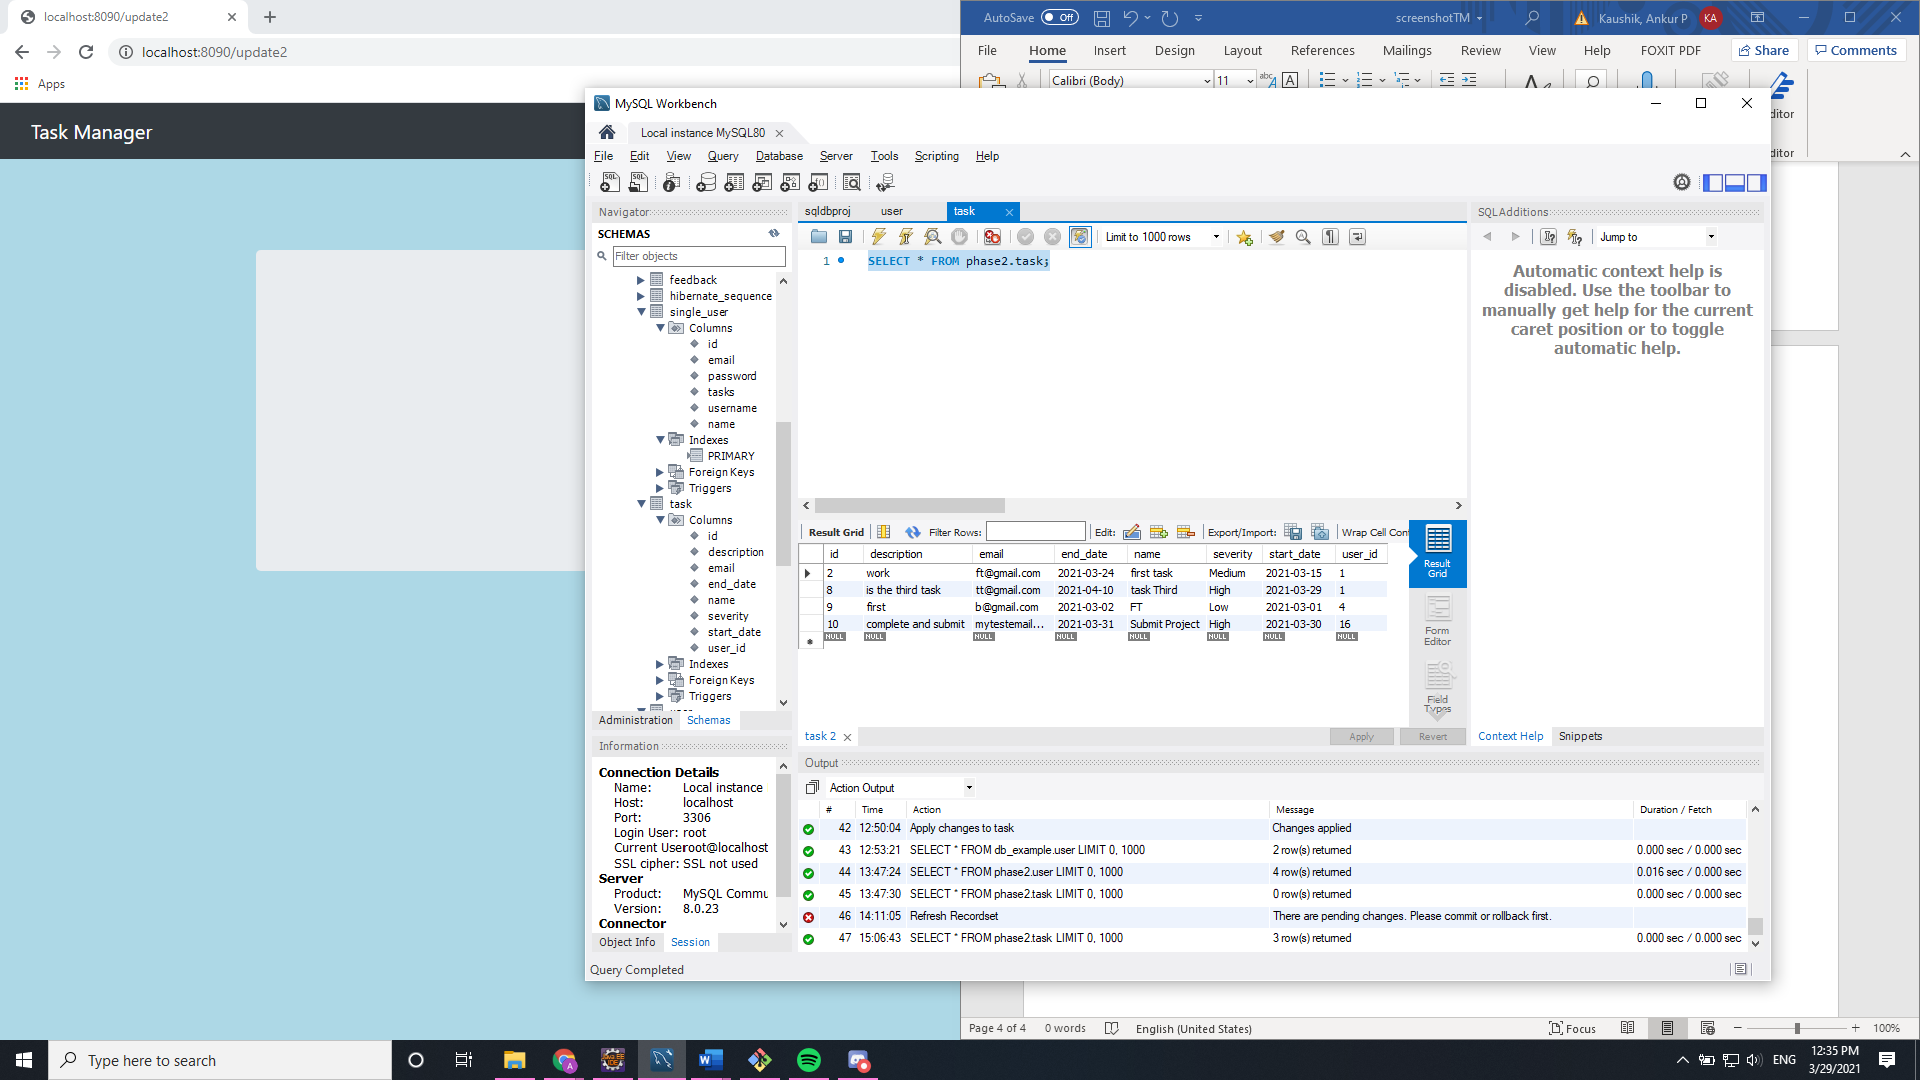 localhost:8090/update2
localhost:8090/update2
Apps
Task Manager
AutoSave Off
screenshotTM
Kaushik, Ankur P KA
File Home Insert Design Layout References Mailings Review View Help FOXIT PDF Share Comments
Calibri (Body) 11
ditor
ditor
MySQL Workbench
Local instance MySQL80
File Edit View Query Database Server Tools Scripting Help
Navigator
SCHEMAS
Filter objects
feedback
hibernate_sequence
single_user
Columns
id
email
password
tasks
username
name
Indexes
PRIMARY
Foreign Keys
Triggers
task
Columns
id
description
email
end_date
name
severity
start_date
user_id
Indexes
Foreign Keys
Triggers
Administration Schemas
Information
Connection Details
Name: Local instance
Host: localhost
Port: 3306
Login User: root
Current Use root@localhost
SSL cipher: SSL not used
Server
Product: MySQL Commu
Version: 8.0.23
Connector
Object Info Session
Query Completed
sqldbproj user task
Limit to 1000 rows
1 SELECT * FROM phase2.task;
Result Grid Filter Rows: Edit: Export/Import: Wrap Cell Cont
id description email end_date name severity start_date user_id
2 work ft@gmail.com 2021-03-24 first task Medium 2021-03-15 1
8 is the third task tt@gmail.com 2021-04-10 task Third High 2021-03-29 1
9 first b@gmail.com 2021-03-02 FT Low 2021-03-01 4
10 complete and submit mytestemail... 2021-03-31 Submit Project High 2021-03-30 16
NULL NULL NULL NULL NULL NULL NULL NULL
Result
Grid
Form
Editor
Field
Types
task 2
Apply Revert
SQLAdditions
Jump to
Automatic context help is
disabled. Use the toolbar to
manually get help for the current
caret position or to toggle
automatic help.
Context Help Snippets
Output
Action Output
# Time Action Message Duration / Fetch
42 12:50:04 Apply changes to task Changes applied
43 12:53:21 SELECT * FROM db_example.user LIMIT 0, 1000 2 row(s) returned 0.000 sec / 0.000 sec
44 13:47:24 SELECT * FROM phase2.user LIMIT 0, 1000 4 row(s) returned 0.016 sec / 0.000 sec
45 13:47:30 SELECT * FROM phase2.task LIMIT 0, 1000 0 row(s) returned 0.000 sec / 0.000 sec
46 14:11:05 Refresh Recordset There are pending changes. Please commit or rollback first.
47 15:06:43 SELECT * FROM phase2.task LIMIT 0, 1000 3 row(s) returned 0.000 sec / 0.000 sec
Page 4 of 4 0 words English (United States) Focus 100%
Type here to search
ENG
12:35 PM
3/29/2021